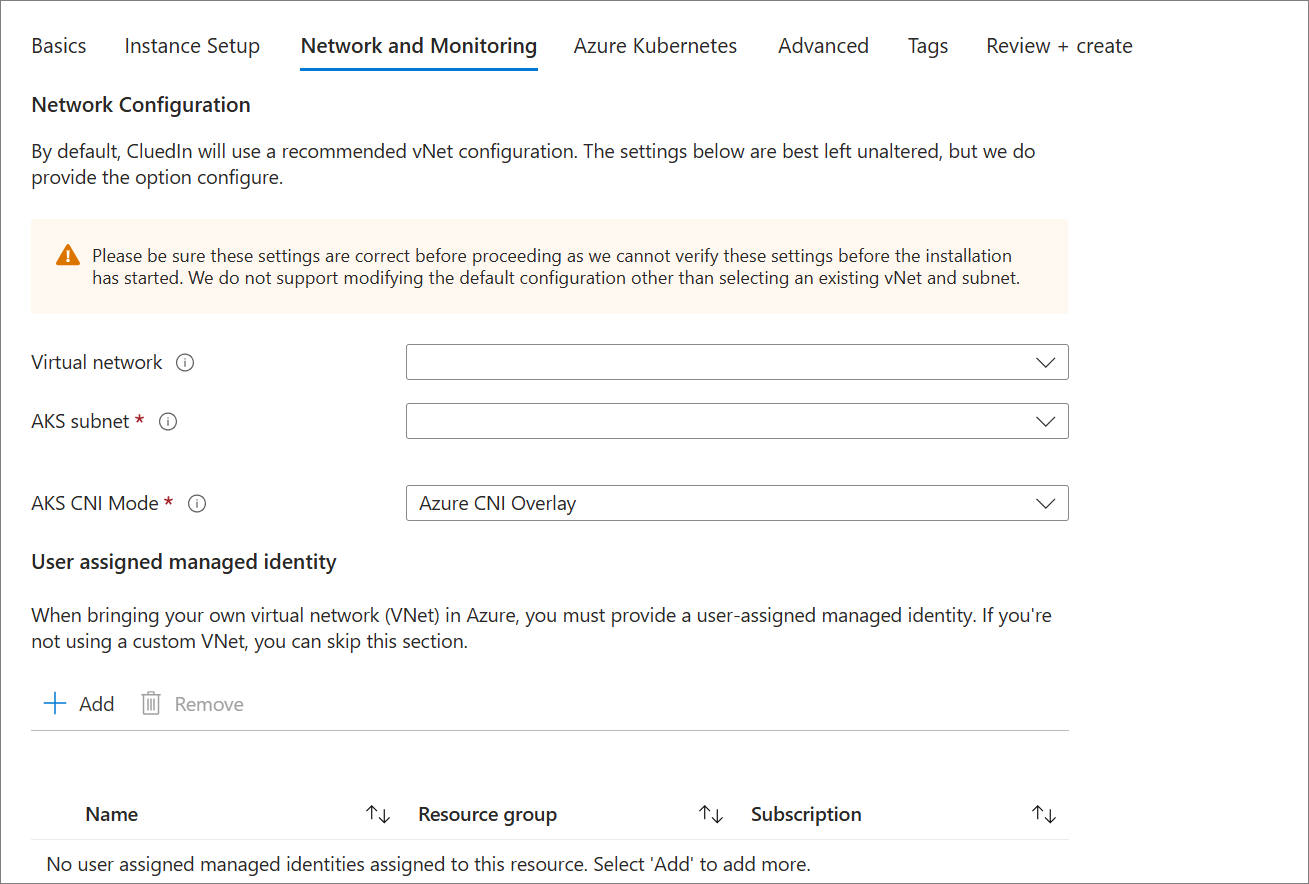 Basics Instance Setup Network and Monitoring Azure Kubernetes Advanced Tags Review + create
Network Configuration
By default, CluedIn will use a recommended vNet configuration. The settings below are best left unaltered, but we do
provide the option configure.
Please be sure these settings are correct before proceeding as we cannot verify these settings before the installation
has started. We do not support modifying the default configuration other than selecting an existing vNet and subnet.
Virtual network
AKS subnet *
AKS CNI Mode * Azure CNI Overlay
User assigned managed identity
When bringing your own virtual network (VNet) in Azure, you must provide a user-assigned managed identity. If you're
not using a custom VNet, you can skip this section.
Add Remove
Name Resource group Subscription
No user assigned managed identities assigned to this resource. Select 'Add' to add more.